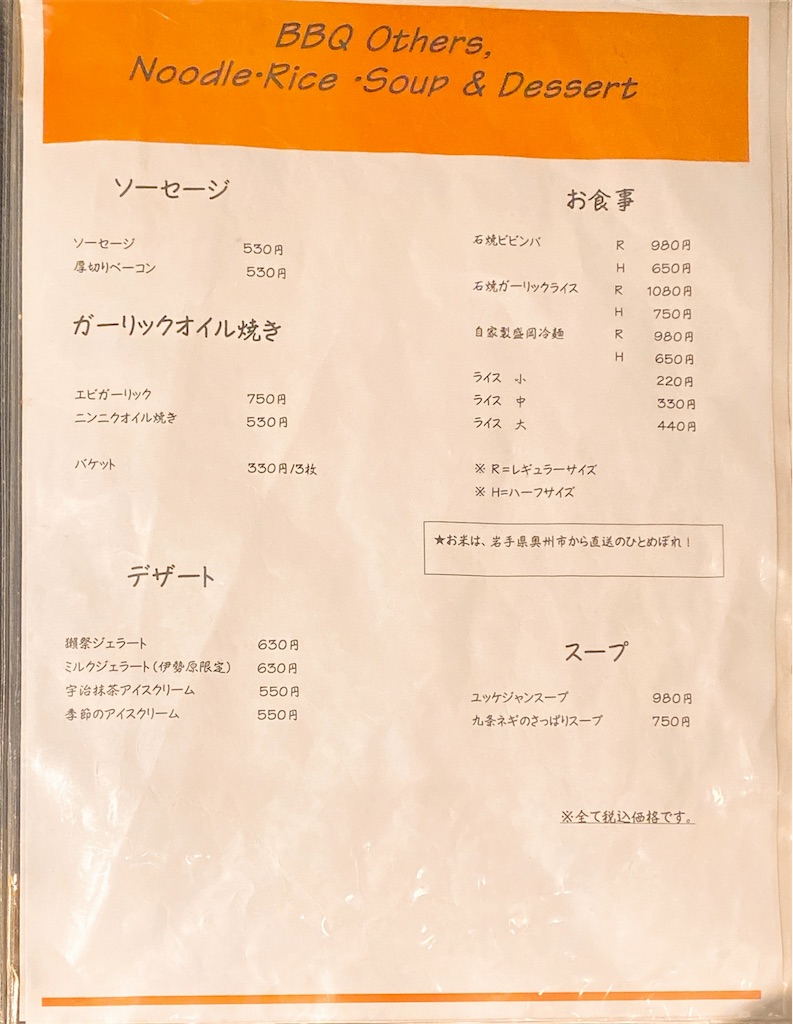 BBQ Others,
Noodle・Rice・Soup & Dessert
ソーセージ
ソーセージ 530円
厚切りベーコン 530円
ガーリックオイル焼き
エビガーリック 750円
ニンニクオイル焼き 530円
バケット 330円/3枚
デザート
獺祭ジェラート 630円
ミルクジェラート(伊勢原限定) 630円
宇治抹茶アイスクリーム 550円
季節のアイスクリーム 550円
お食事
石焼ビビンバ R 980円
H 650円
石焼ガーリックライス R 1080円
H 750円
自家製盛岡冷麺 R 980円
H 650円
ライス 小 220円
ライス 中 330円
ライス 大 440円
※ R=レギュラーサイズ
※ H=ハーフサイズ
★お米は、岩手県奥州市から直送のひとめぼれ!
スープ
ユッケジャンスープ 980円
九条ネギのさっぱりスープ 750円
※全て税込価格です。